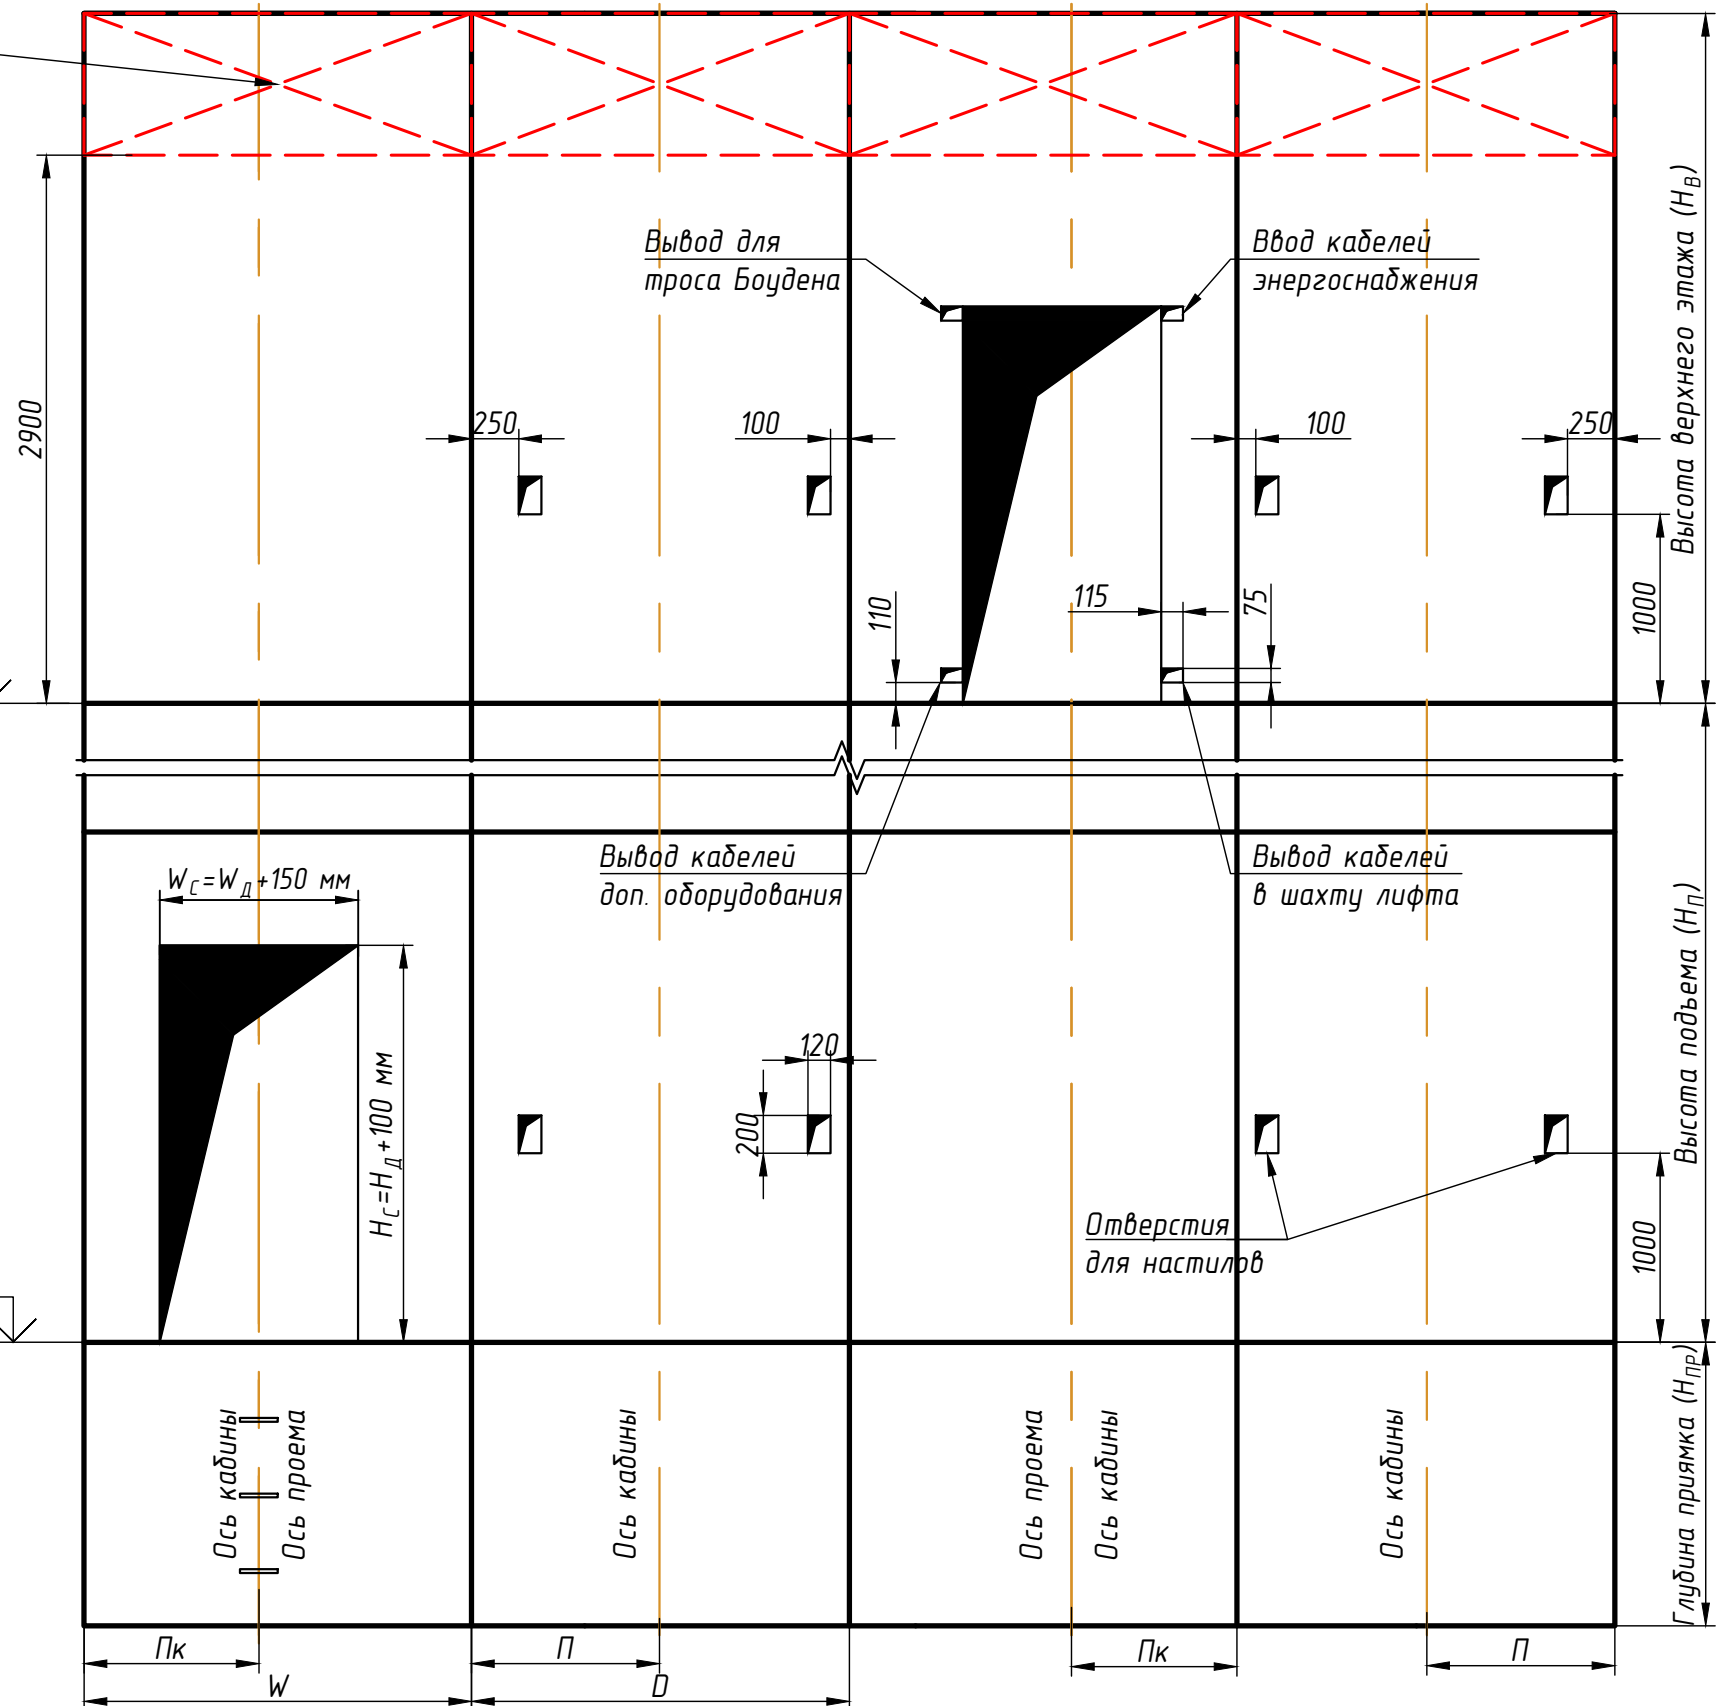 Вывод для
троса Боудена
Ввод кабелей
энергоснабжения
Высота верхнего этажа (HВ)
2900
250
100
100
250
110
115
75
1000
Вывод кабелей
доп. оборудования
Вывод кабелей
в шахту лифта
WС=WД+150 мм
HС=HД+100 мм
120
200
Высота подьема (HП)
Отверстия
для настилов
1000
Ось кабины
Ось проема
Ось кабины
Ось проема
Ось кабины
Ось кабины
Глубина приямка (HПР)
Пк
П
Пк
П
W
D